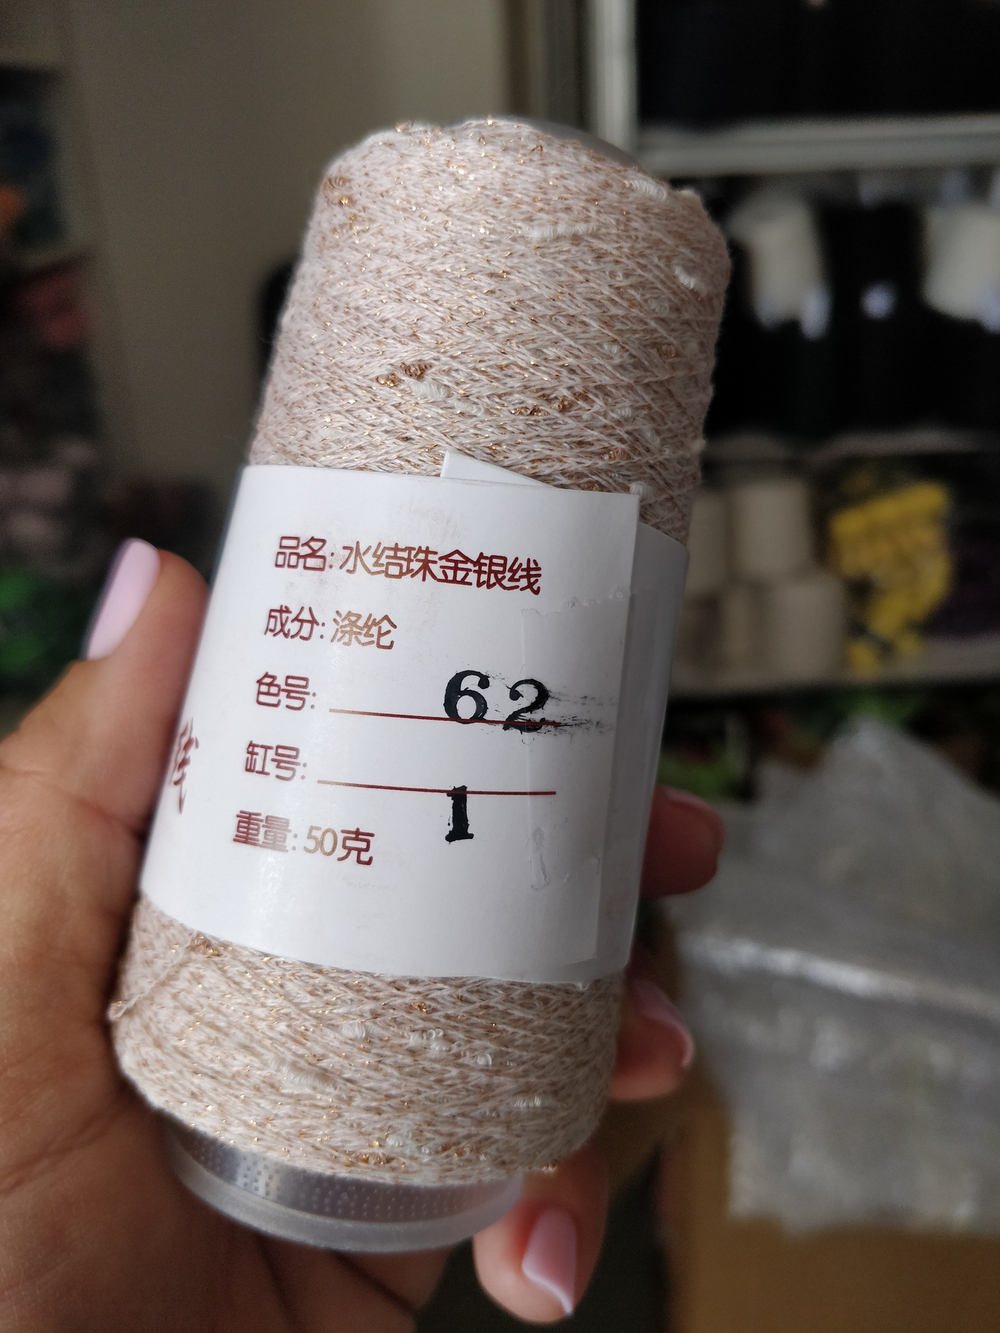 品名: 水结珠金银线
成分: 涤纶
色号: 62
缸号: 1
重量: 50克
线